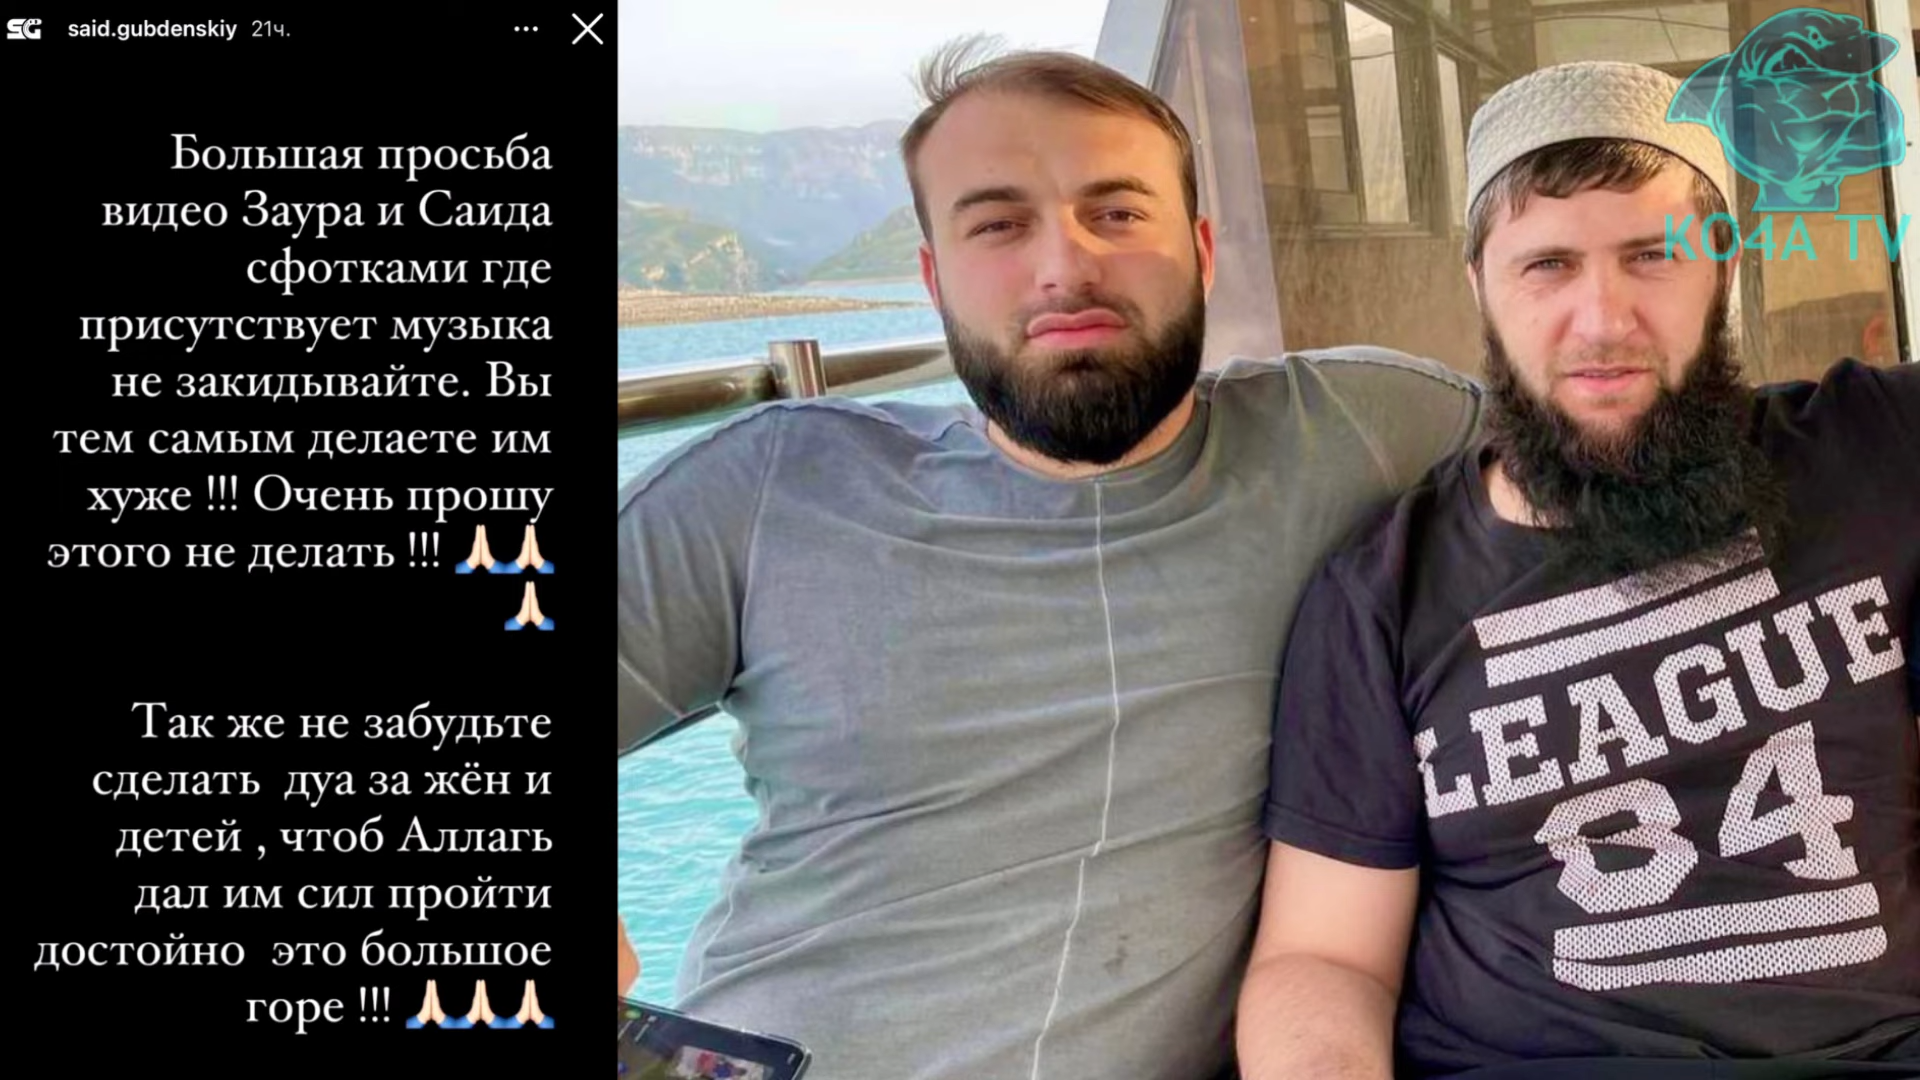 SG said.gubdenskiy 21ч.
Большая просьба
видео Заура и Саида
сфотками где
присутствует музыка
не закидывайте. Вы
тем самым делаете им
хуже !!! Очень прошу
этого не делать !!! 🙏🏻🙏🏻
🙏🏻
Так же не забудьте
сделать дуа за жён и
детей , чтоб Аллагь
дал им сил пройти
достойно это большое
горе !!! 🙏🏻🙏🏻🙏🏻
KO4A TV
LEAGUE
84